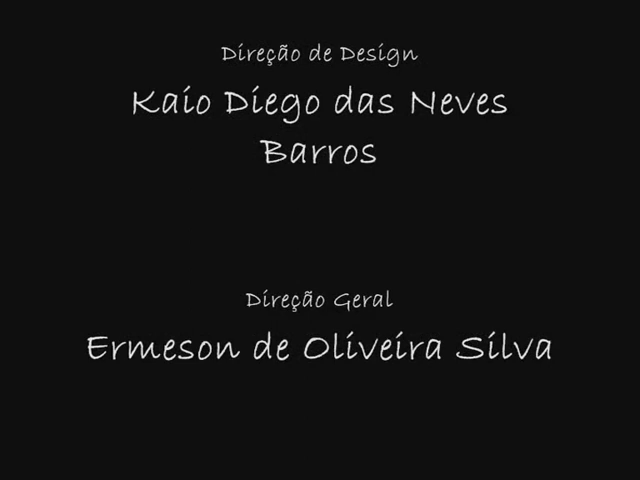 Direção de Design
Kaio Diego das Neves
Barros
Direção Geral
Ermeson de Oliveira Silva